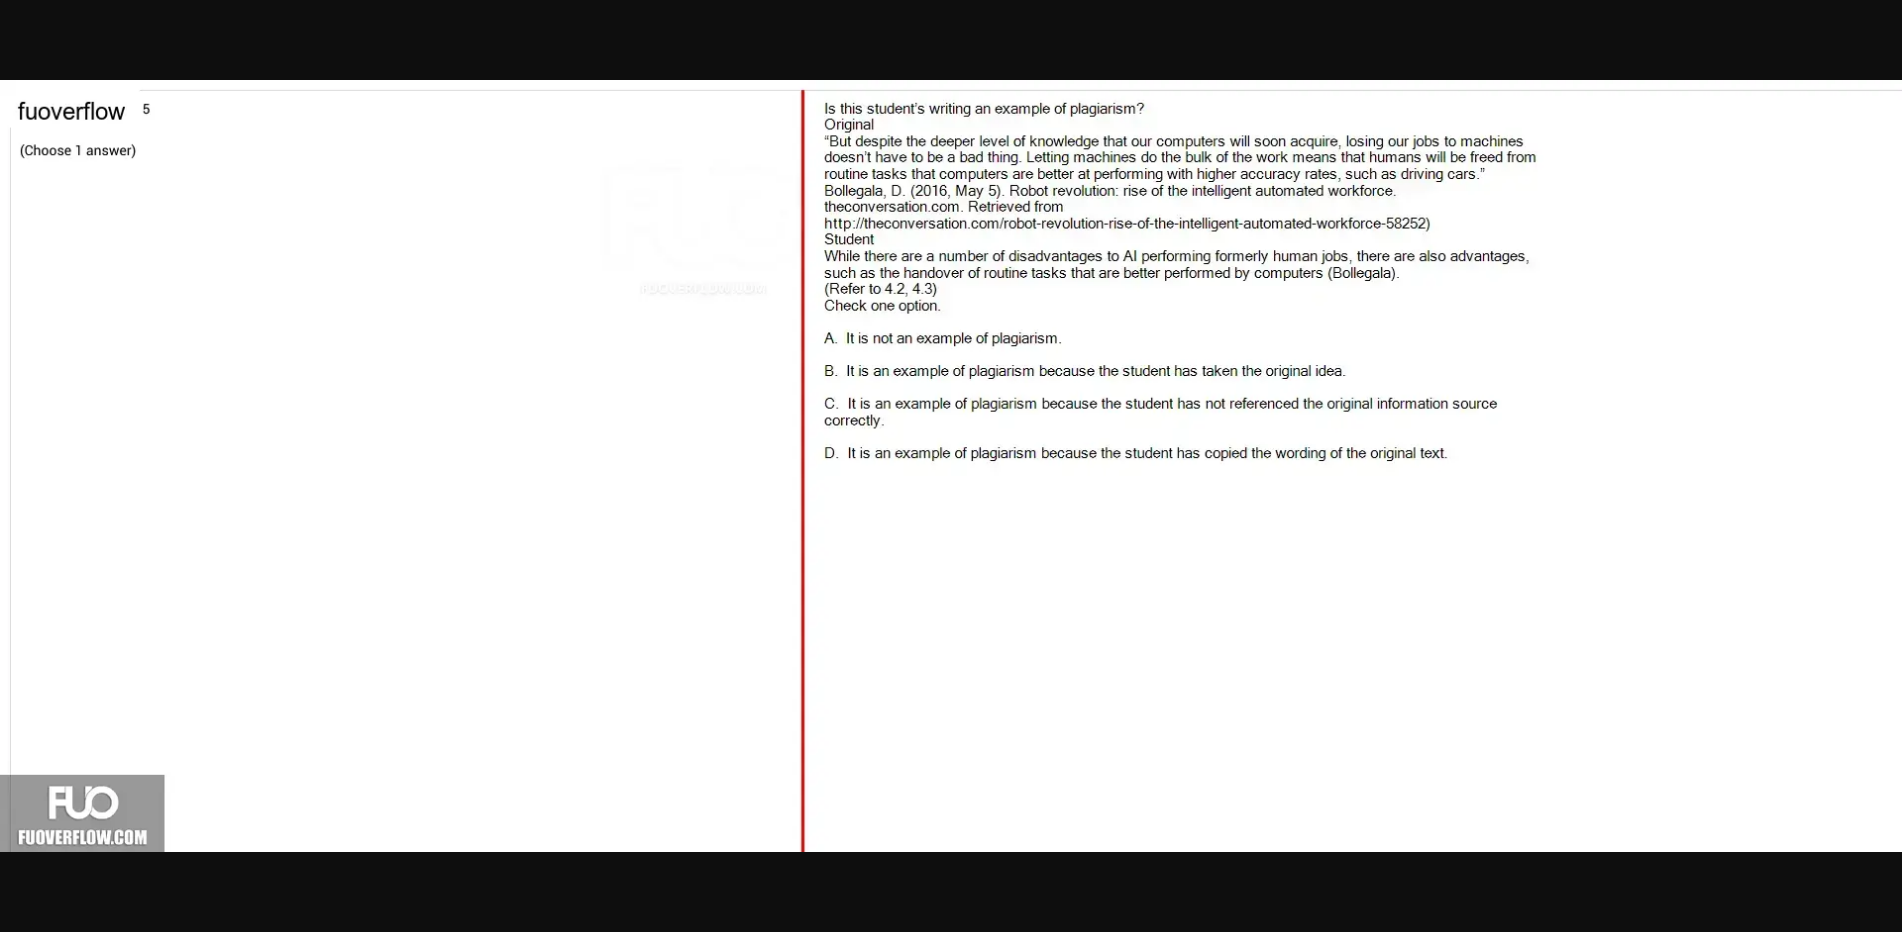 fuoverflow 5
(Choose 1 answer)
Is this student's writing an example of plagiarism?
Original
“But despite the deeper level of knowledge that our computers will soon acquire, losing our jobs to machines
doesn't have to be a bad thing. Letting machines do the bulk of the work means that humans will be freed from
routine tasks that computers are better at performing with higher accuracy rates, such as driving cars.”
Bollegala, D. (2016, May 5). Robot revolution: rise of the intelligent automated workforce.
theconversation.com. Retrieved from
http://theconversation.com/robot-revolution-rise-of-the-intelligent-automated-workforce-58252)
Student
While there are a number of disadvantages to AI performing formerly human jobs, there are also advantages,
such as the handover of routine tasks that are better performed by computers (Bollegala).
(Refer to 4.2, 4.3)
Check one option.
A. It is not an example of plagiarism.
B. It is an example of plagiarism because the student has taken the original idea.
C. It is an example of plagiarism because the student has not referenced the original information source
correctly.
D. It is an example of plagiarism because the student has copied the wording of the original text.
FUO
FUOVERFLOW.COM
FUO
FUOVERFLOW.COM